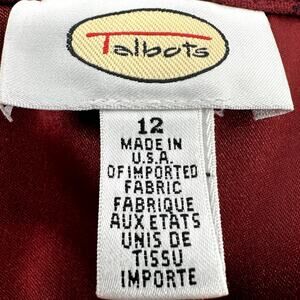 Talbots
12
MADE IN
U.S.A.
OF IMPORTED
FABRIC
FABRIQUE
AUX ETATS
UNIS DE
TISSU
IMPORTE